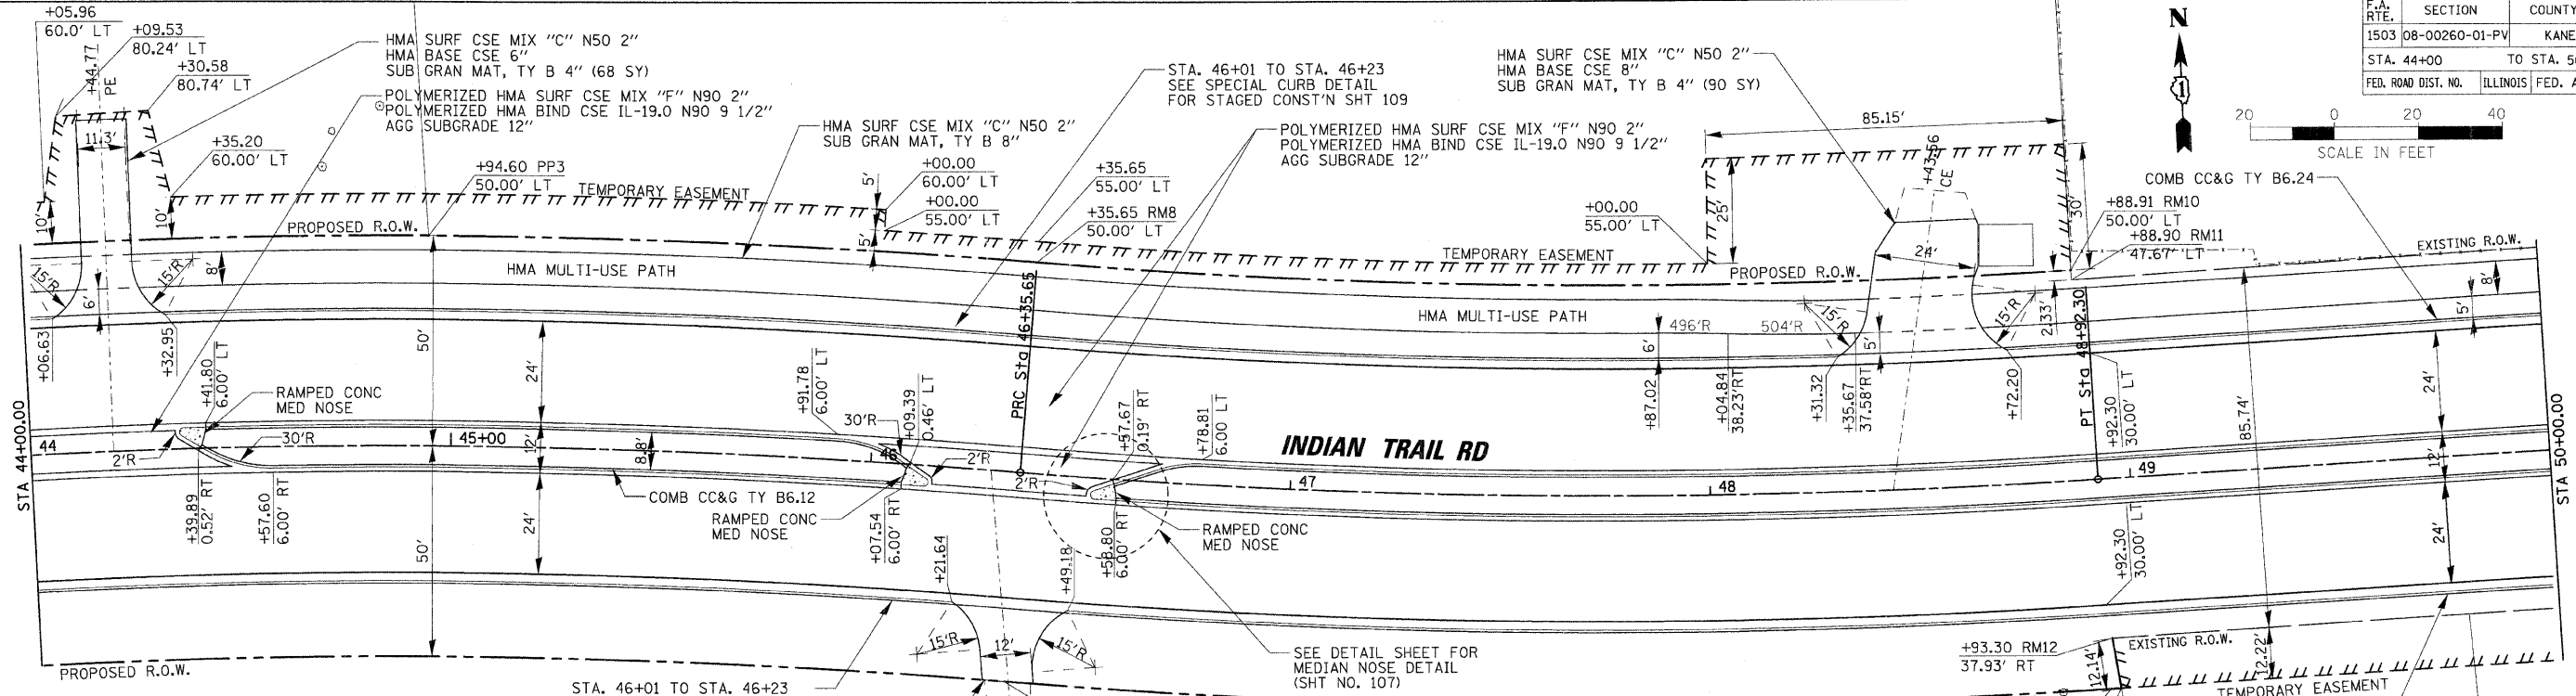 +05.96
60.0' LT
+09.53
80.24' LT
+44.77
PE
+30.58
80.74' LT
11.3'
+35.20
60.00' LT
HMA SURF CSE MIX "C" N50 2"
HMA BASE CSE 6"
SUB GRAN MAT, TY B 4" (68 SY)
POLYMERIZED HMA SURF CSE MIX "F" N90 2"
POLYMERIZED HMA BIND CSE IL-19.0 N90 9 1/2"
AGG SUBGRADE 12"
+94.60 PP3
50.00' LT
TEMPORARY EASEMENT
HMA SURF CSE MIX "C" N50 2"
SUB GRAN MAT, TY B 8"
5'
+00.00
60.00' LT
+00.00
55.00' LT
5'
STA. 46+01 TO STA. 46+23
SEE SPECIAL CURB DETAIL
FOR STAGED CONST'N SHT 109
POLYMERIZED HMA SURF CSE MIX "F" N90 2"
POLYMERIZED HMA BIND CSE IL-19.0 N90 9 1/2"
AGG SUBGRADE 12"
+35.65
55.00' LT
+35.65 RM8
50.00' LT
HMA SURF CSE MIX "C" N50 2"
HMA BASE CSE 8"
SUB GRAN MAT, TY B 4" (90 SY)
85.15'
+43.56
CE
25'
+00.00
55.00' LT
TEMPORARY EASEMENT
PROPOSED R.O.W.
24'
30'
N
F.A.
RTE.
SECTION
COUNTY
1503
08-00260-01-PV
KANE
STA. 44+00
TO STA. 5
FED. ROAD DIST. NO.
ILLINOIS
FED. A
20
0
20
40
SCALE IN FEET
COMB CC&G TY B6.24
+88.91 RM10
50.00' LT
+88.90 RM11
47.67' LT
EXISTING R.O.W.
10'
10'
PROPOSED R.O.W.
HMA MULTI-USE PATH
HMA MULTI-USE PATH
15'R
15'R
6'
8'
+06.63
+32.95
+41.80
6.00' LT
RAMPED CONC
MED NOSE
50'
24'
+91.78
6.00' LT
30'R
+09.39
0.46' LT
PRC Sta 46+35.65
+57.67
0.19' RT
+78.81
6.00 LT
INDIAN TRAIL RD
6'
496'R
504'R
+87.02
+04.84
38.23'RT
15'R
5'
+31.32
+35.67
37.58'RT
15'R
+72.20
2.33'
PT Sta 48+92.30
+92.30
30.00' LT
85.74'
8'
5'
24'
12'
24'
STA 44+00.00
STA 50+00.00
44
2'R
30'R
45+00
12'
8.8'
46
2'R
2'R
47
48
49
+39.89
0.52' RT
+57.60
6.00' RT
50'
24'
COMB CC&G TY B6.12
RAMPED CONC
MED NOSE
+07.54
6.00' RT
+21.64
+49.18
+58.80
6.00' RT
RAMPED CONC
MED NOSE
+92.30
30.00' LT
15'R
12'
15'R
SEE DETAIL SHEET FOR
MEDIAN NOSE DETAIL
(SHT NO. 107)
+93.30 RM12
37.93' RT
12.14'
EXISTING R.O.W.
12.22'
TEMPORARY EASEMENT
PROPOSED R.O.W.
STA. 46+01 TO STA. 46+23